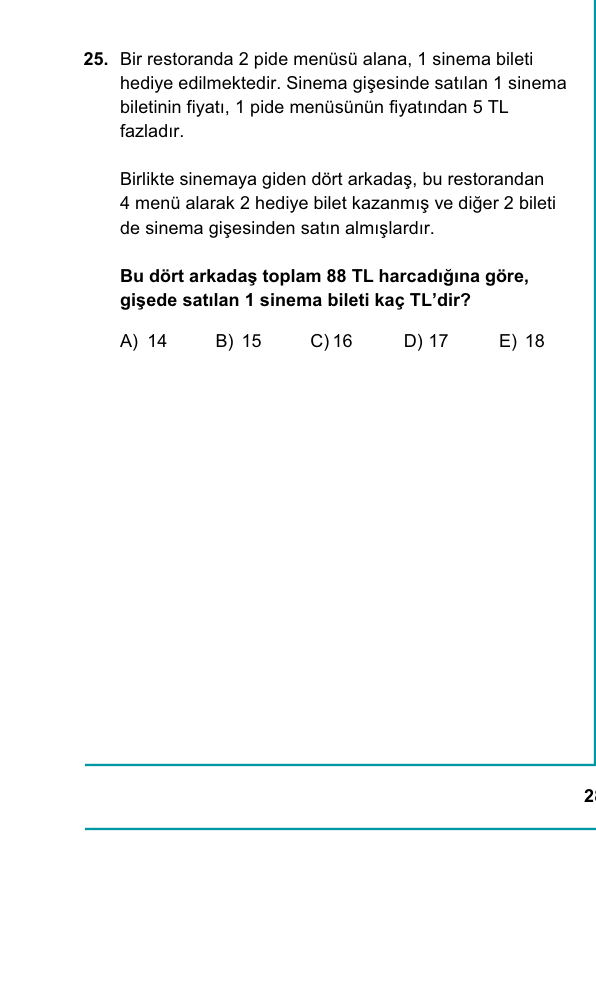 25. Bir restoranda 2 pide menüsü alana, 1 sinema bileti
hediye edilmektedir. Sinema gişesinde satılan 1 sinema
biletinin fiyatı, 1 pide menüsünün fiyatından 5 TL
fazladır.
Birlikte sinemaya giden dört arkadaş, bu restorandan
4 menü alarak 2 hediye bilet kazanmış ve diğer 2 bileti
de sinema gişesinden satın almışlardır.
Bu dört arkadaş toplam 88 TL harcadığına göre,
gişede satılan 1 sinema bileti kaç TL’dir?
A) 14 B) 15 C) 16 D) 17 E) 18